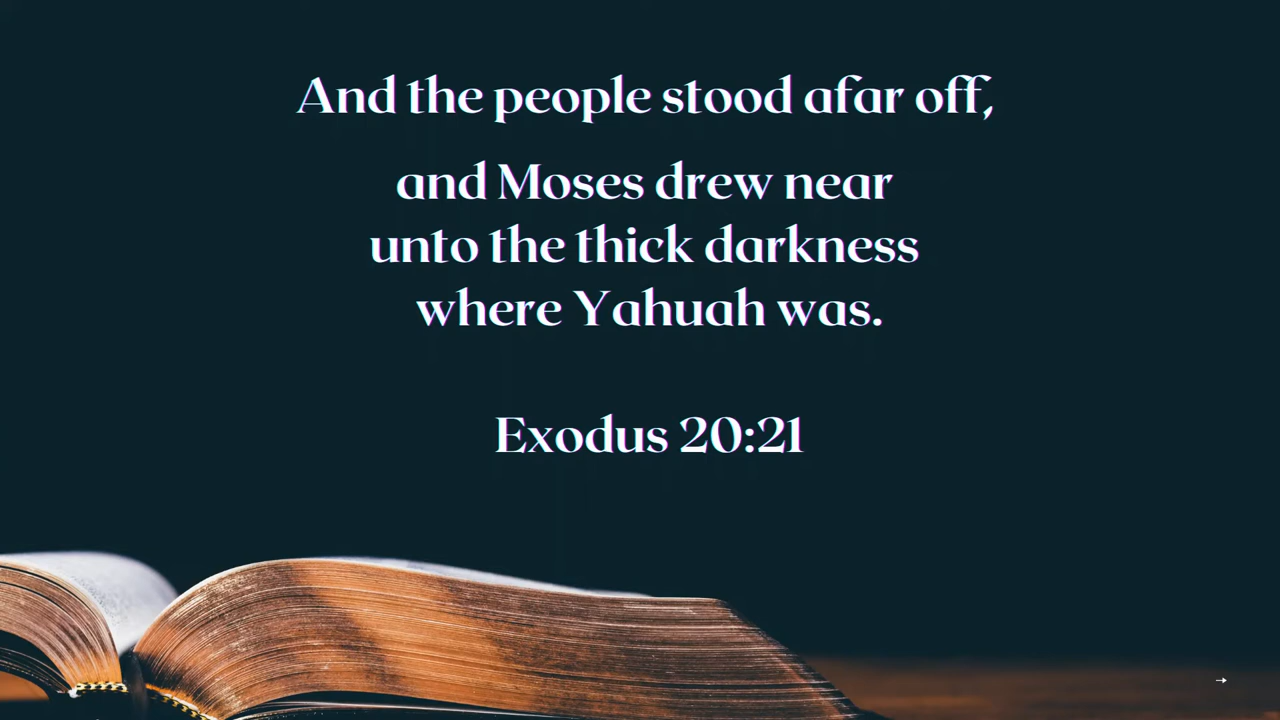 And the people stood afar off,
and Moses drew near
unto the thick darkness
where Yahuah was.
Exodus 20:21